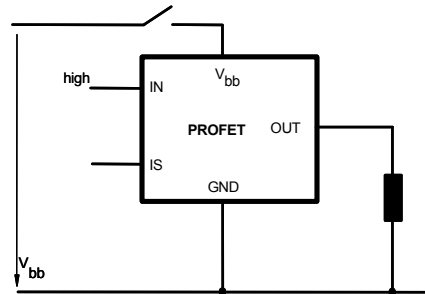 high
IN
Vbb
PROFET
OUT
IS
GND
Vbb